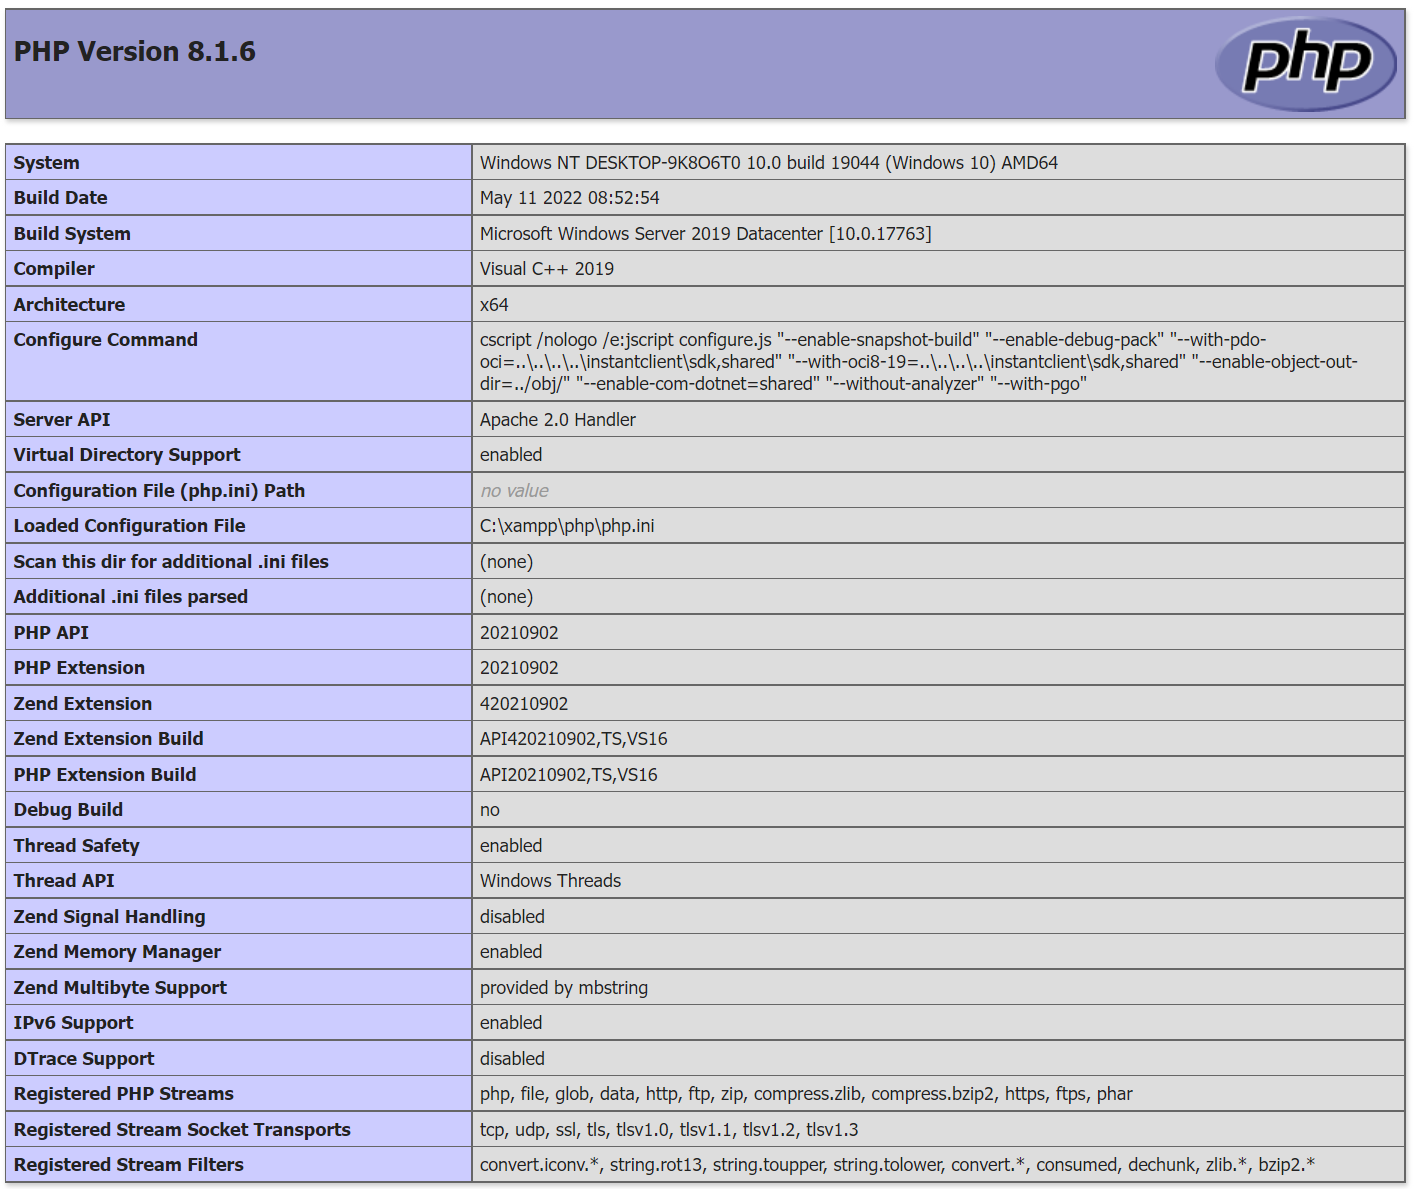 PHP Version 8.1.6
php
System Windows NT DESKTOP-9K8O6T0 10.0 build 19044 (Windows 10) AMD64
Build Date May 11 2022 08:52:54
Build System Microsoft Windows Server 2019 Datacenter [10.0.17763]
Compiler Visual C++ 2019
Architecture x64
Configure Command cscript /nologo /e:jscript configure.js "--enable-snapshot-build" "--enable-debug-pack" "--with-pdo-
oci=..\..\..\..\instantclient\sdk,shared" "--with-oci8-19=..\..\..\..\instantclient\sdk,shared" "--enable-object-out-
dir=../obj/" "--enable-com-dotnet=shared" "--without-analyzer" "--with-pgo"
Server API Apache 2.0 Handler
Virtual Directory Support enabled
Configuration File (php.ini) Path no value
Loaded Configuration File C:\xampp\php\php.ini
Scan this dir for additional .ini files (none)
Additional .ini files parsed (none)
PHP API 20210902
PHP Extension 20210902
Zend Extension 420210902
Zend Extension Build API420210902,TS,VS16
PHP Extension Build API20210902,TS,VS16
Debug Build no
Thread Safety enabled
Thread API Windows Threads
Zend Signal Handling disabled
Zend Memory Manager enabled
Zend Multibyte Support provided by mbstring
IPv6 Support enabled
DTrace Support disabled
Registered PHP Streams php, file, glob, data, http, ftp, zip, compress.zlib, compress.bzip2, https, ftps, phar
Registered Stream Socket Transports tcp, udp, ssl, tls, tlsv1.0, tlsv1.1, tlsv1.2, tlsv1.3
Registered Stream Filters convert.iconv.*, string.rot13, string.toupper, string.tolower, convert.*, consumed, dechunk, zlib.*, bzip2.*